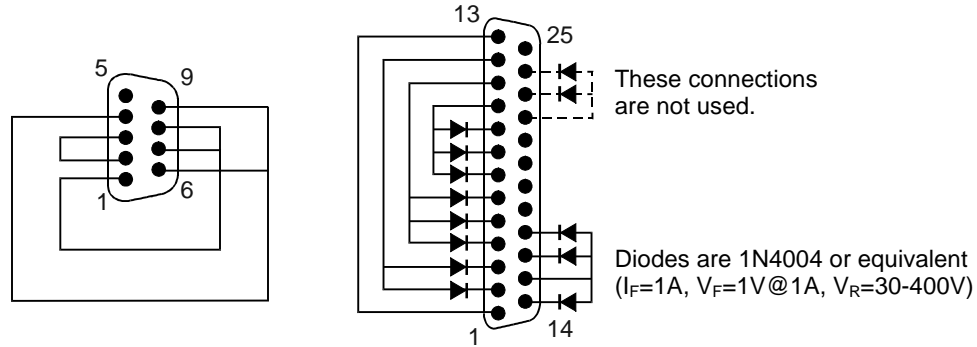 13
25
5
9
These connections
are not used.
1
6
Diodes are 1N4004 or equivalent
(IF=1A, VF=1V@1A, VR=30-400V)
1
14